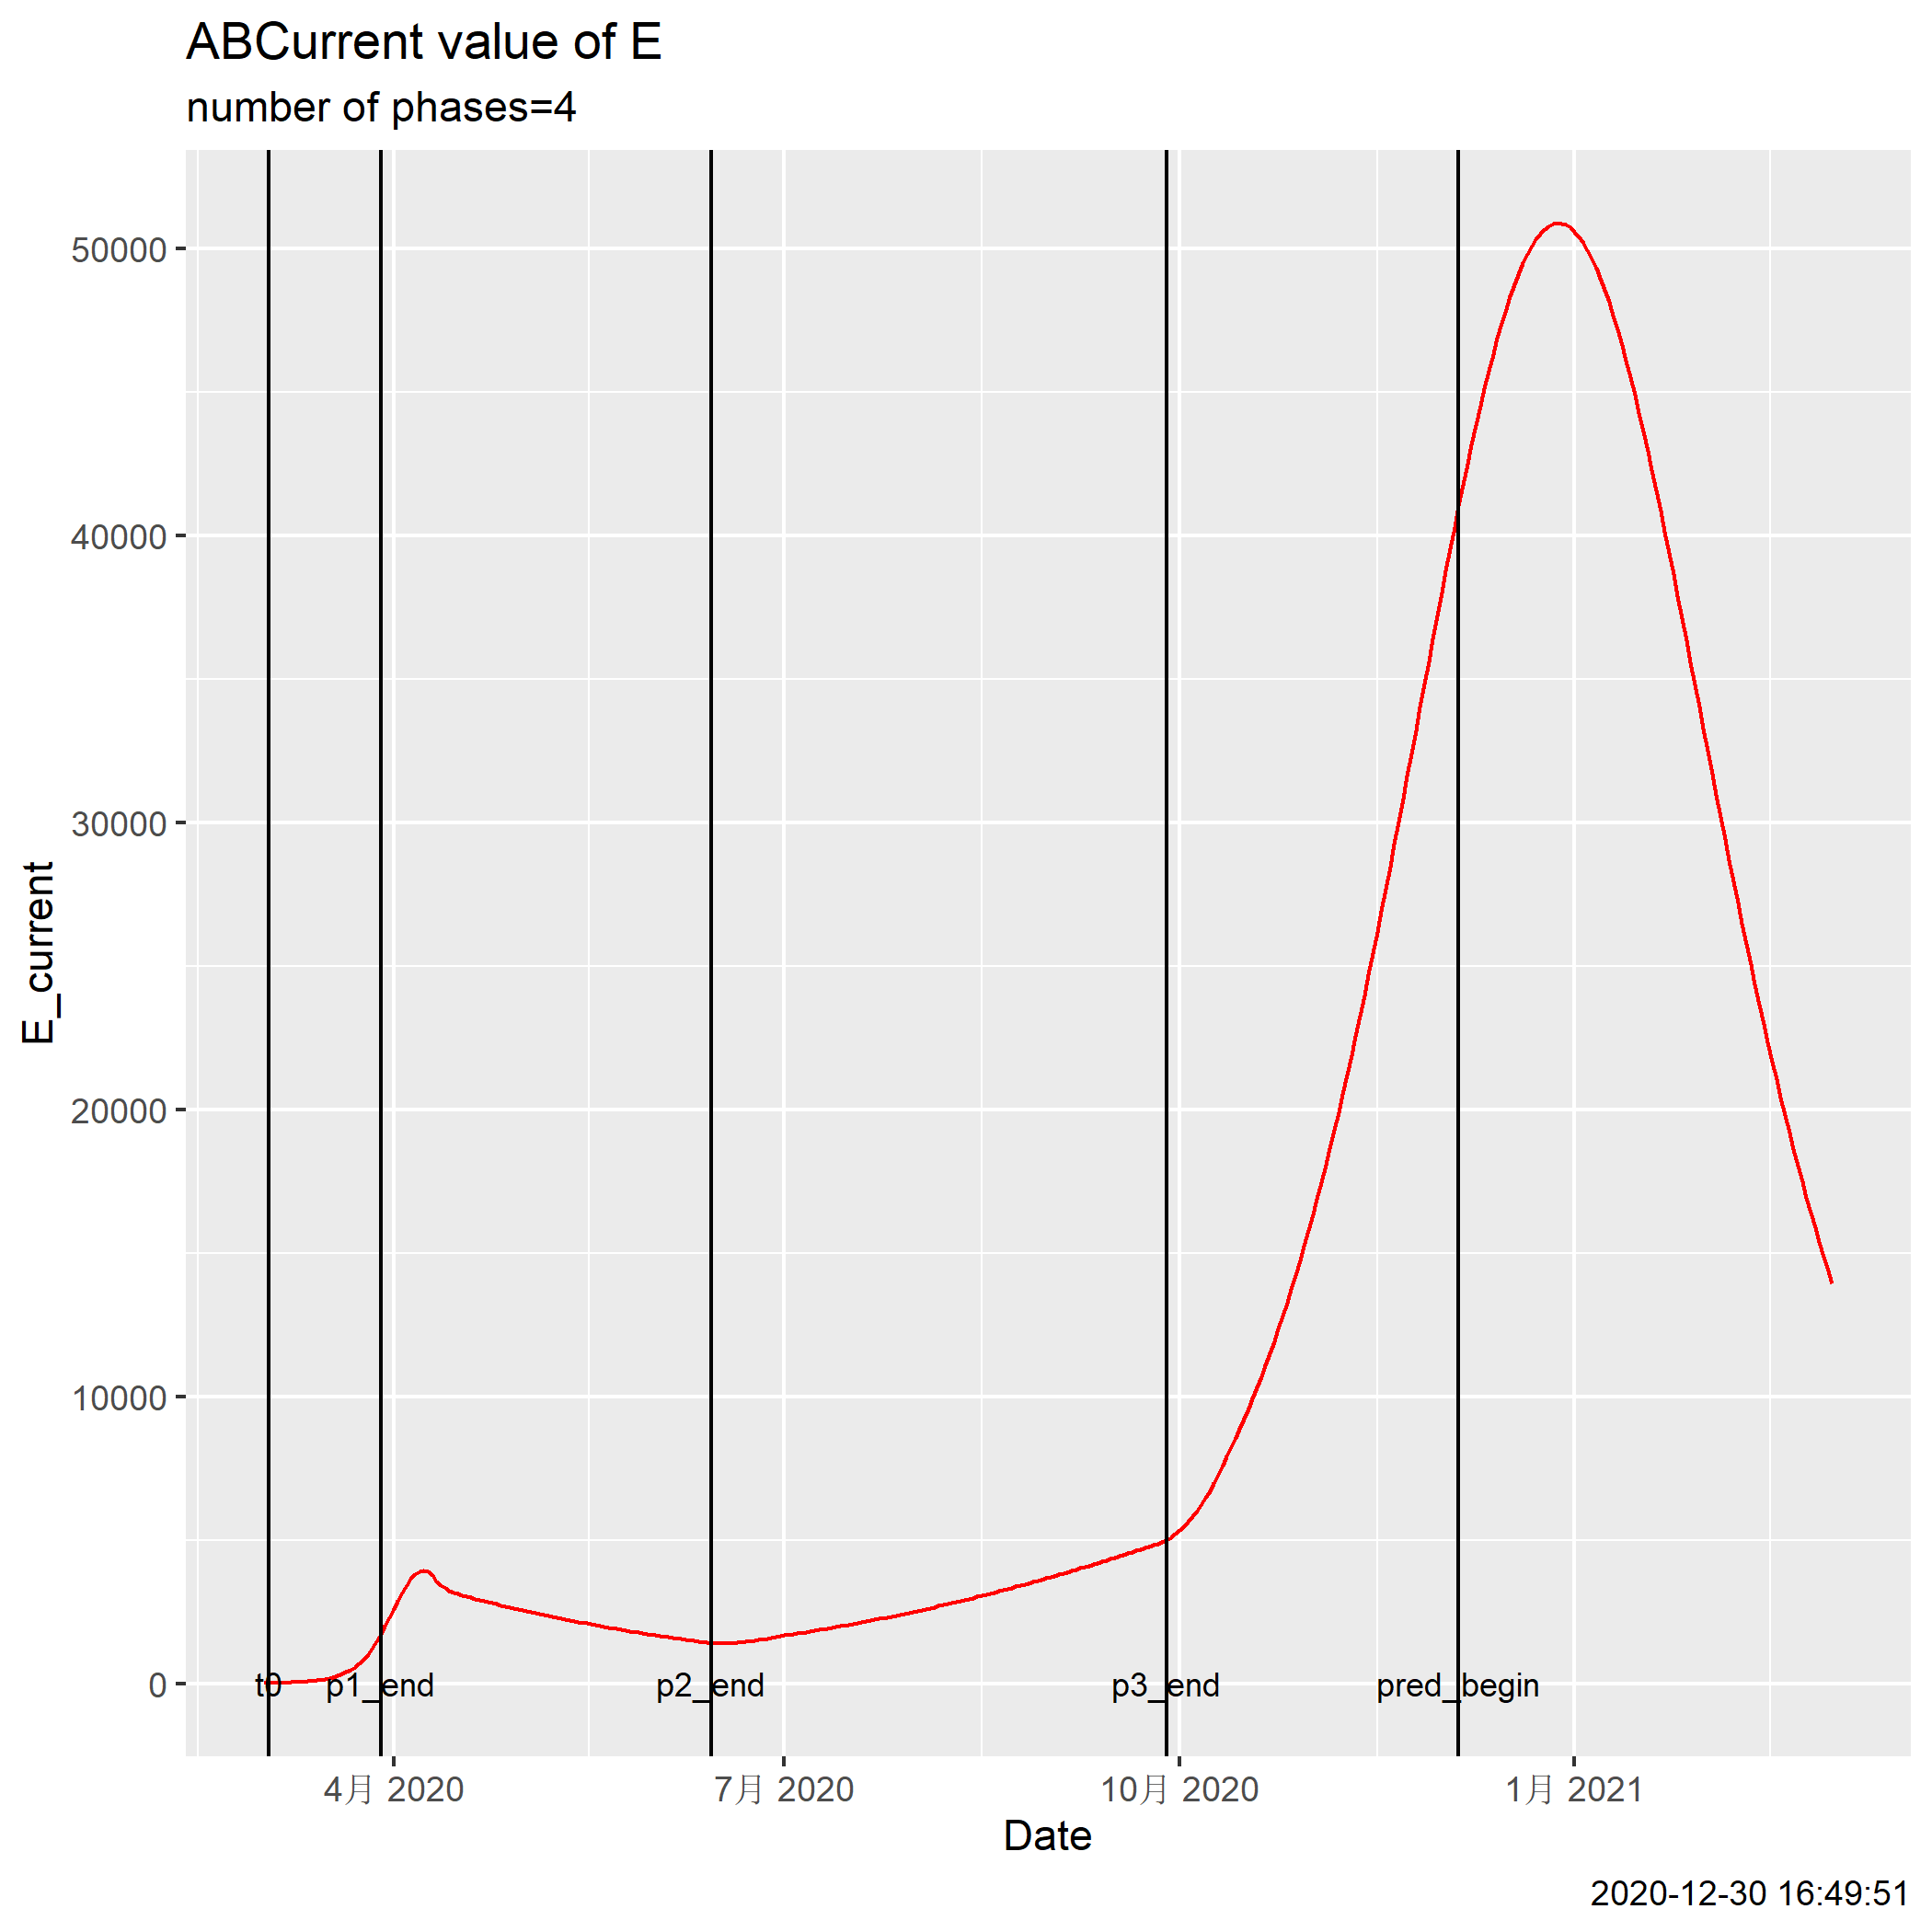 ABCurrent value of E
number of phases=4
50000
40000
30000
20000
10000
0
E_current
t0 p1_end p2_end p3_end pred_begin
4月 2020 7月 2020 10月 2020 1月 2021
Date
2020-12-30 16:49:51